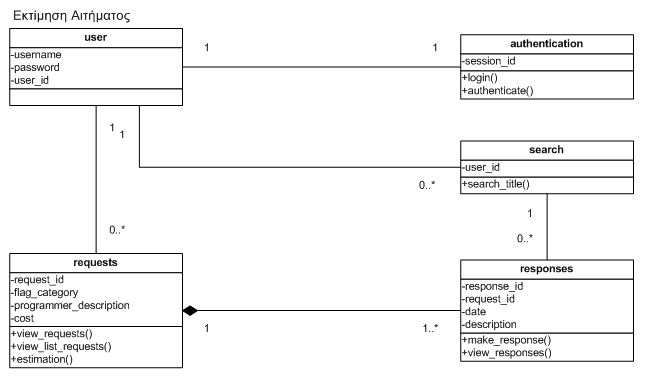 Εκτίμηση Αιτήματος
user
-username
-password
-user_id
1
1
authentication
-session_id
+login()
+authenticate()
1
1
search
-user_id
+search_title()
0..*
1
0..*
0..*
requests
-request_id
-flag_category
-programmer_description
-cost
+view_requests()
+view_list_requests()
+estimation()
responses
-response_id
-request_id
-date
-description
+make_response()
+view_responses()
1
1..*